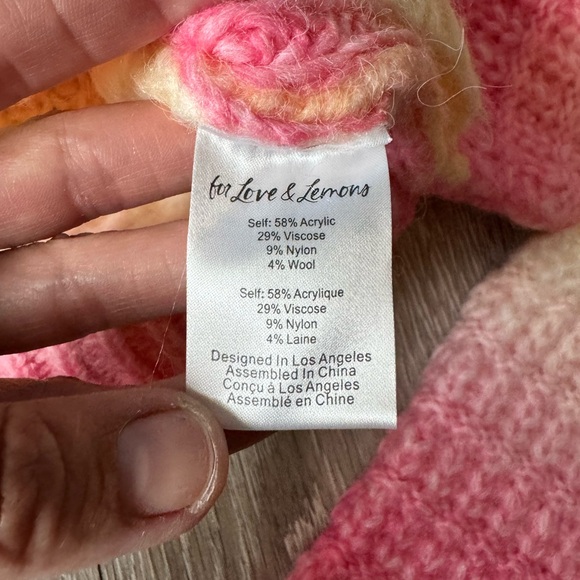 for Love & Lemons
Self: 58% Acrylic
29% Viscose
9% Nylon
4% Wool
Self: 58% Acrylique
29% Viscose
9% Nylon
4% Laine
Designed In Los Angeles
Assembled In China
Conçu á Los Angeles
Assemblé en Chine